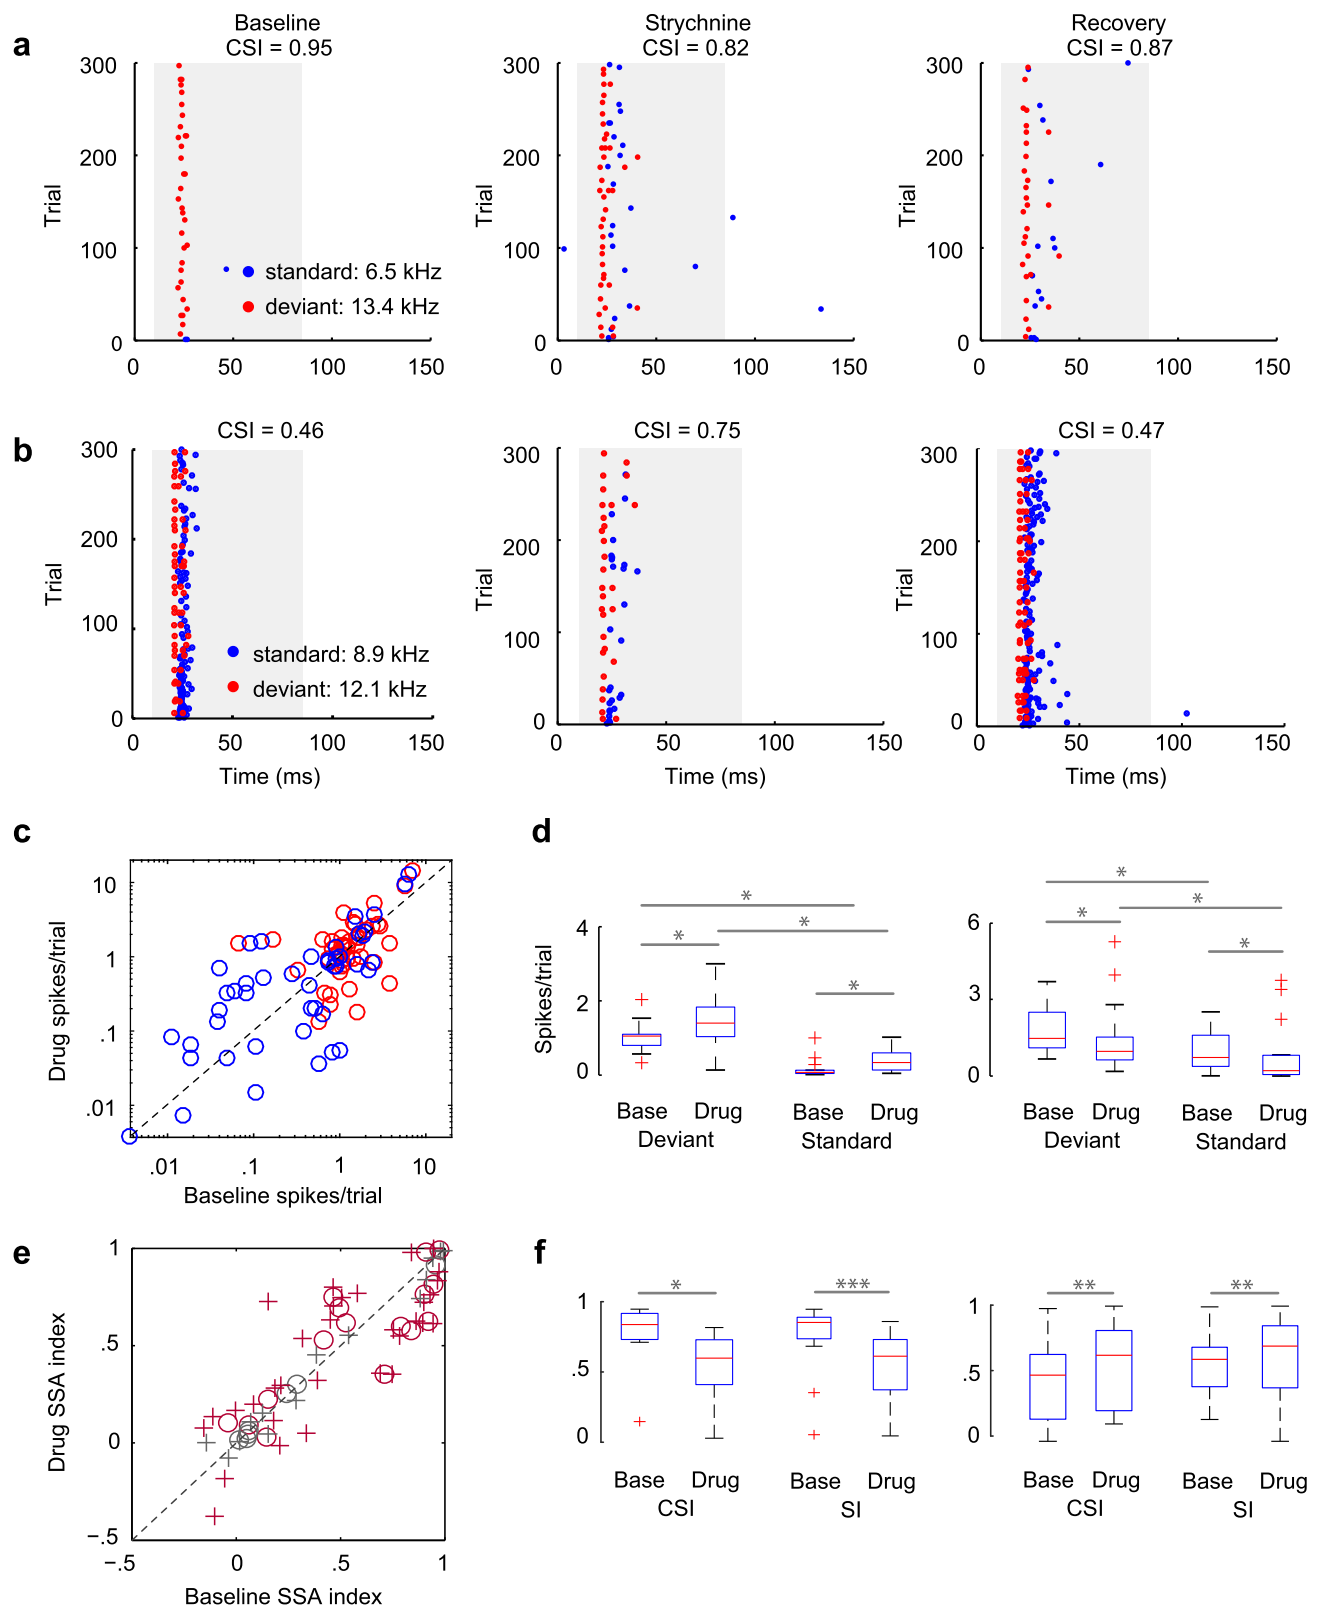 a
Baseline
CSI = 0.95
Strychnine
CSI = 0.82
Recovery
CSI = 0.87
300
200
100
0
Trial
0 50 100 150
standard: 6.5 kHz
deviant: 13.4 kHz
300
200
100
0
Trial
0 50 100 150
300
200
100
0
Trial
0 50 100 150
b
CSI = 0.46
CSI = 0.75
CSI = 0.47
300
200
100
0
Trial
0 50 100 150
Time (ms)
standard: 8.9 kHz
deviant: 12.1 kHz
300
200
100
0
Trial
0 50 100 150
Time (ms)
300
200
100
0
Trial
0 50 100 150
Time (ms)
c
10
1
.1
.01
Drug spikes/trial
.01 .1 1 10
Baseline spikes/trial
d
4
2
0
Spikes/trial
* * * *
Base Drug Base Drug
Deviant Standard
6
3
0
* * * *
Base Drug Base Drug
Deviant Standard
e
1
.5
0
-.5
Drug SSA index
-.5 0 .5 1
Baseline SSA index
f
1
.5
0
* ***
Base Drug Base Drug
CSI SI
1
.5
0
** **
Base Drug Base Drug
CSI SI